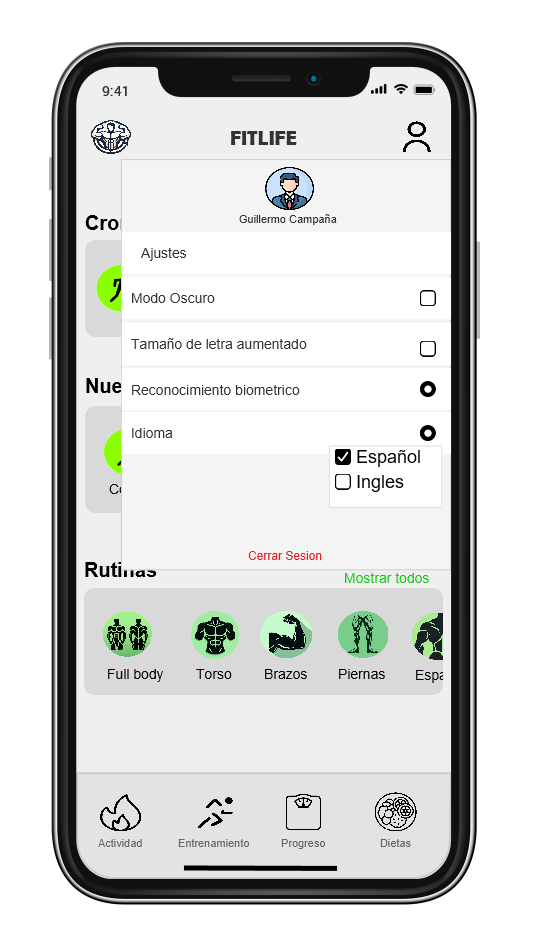 9:41
FITLIFE
Guillermo Campaña
Cro
Ajustes
Modo Oscuro
Tamaño de letra aumentado
Nue
Reconocimiento biometrico
Idioma
Español
Ingles
Co
Cerrar Sesion
Rutinas
Mostrar todos
Full body Torso Brazos Piernas Espa
Actividad Entrenamiento Progreso Dietas